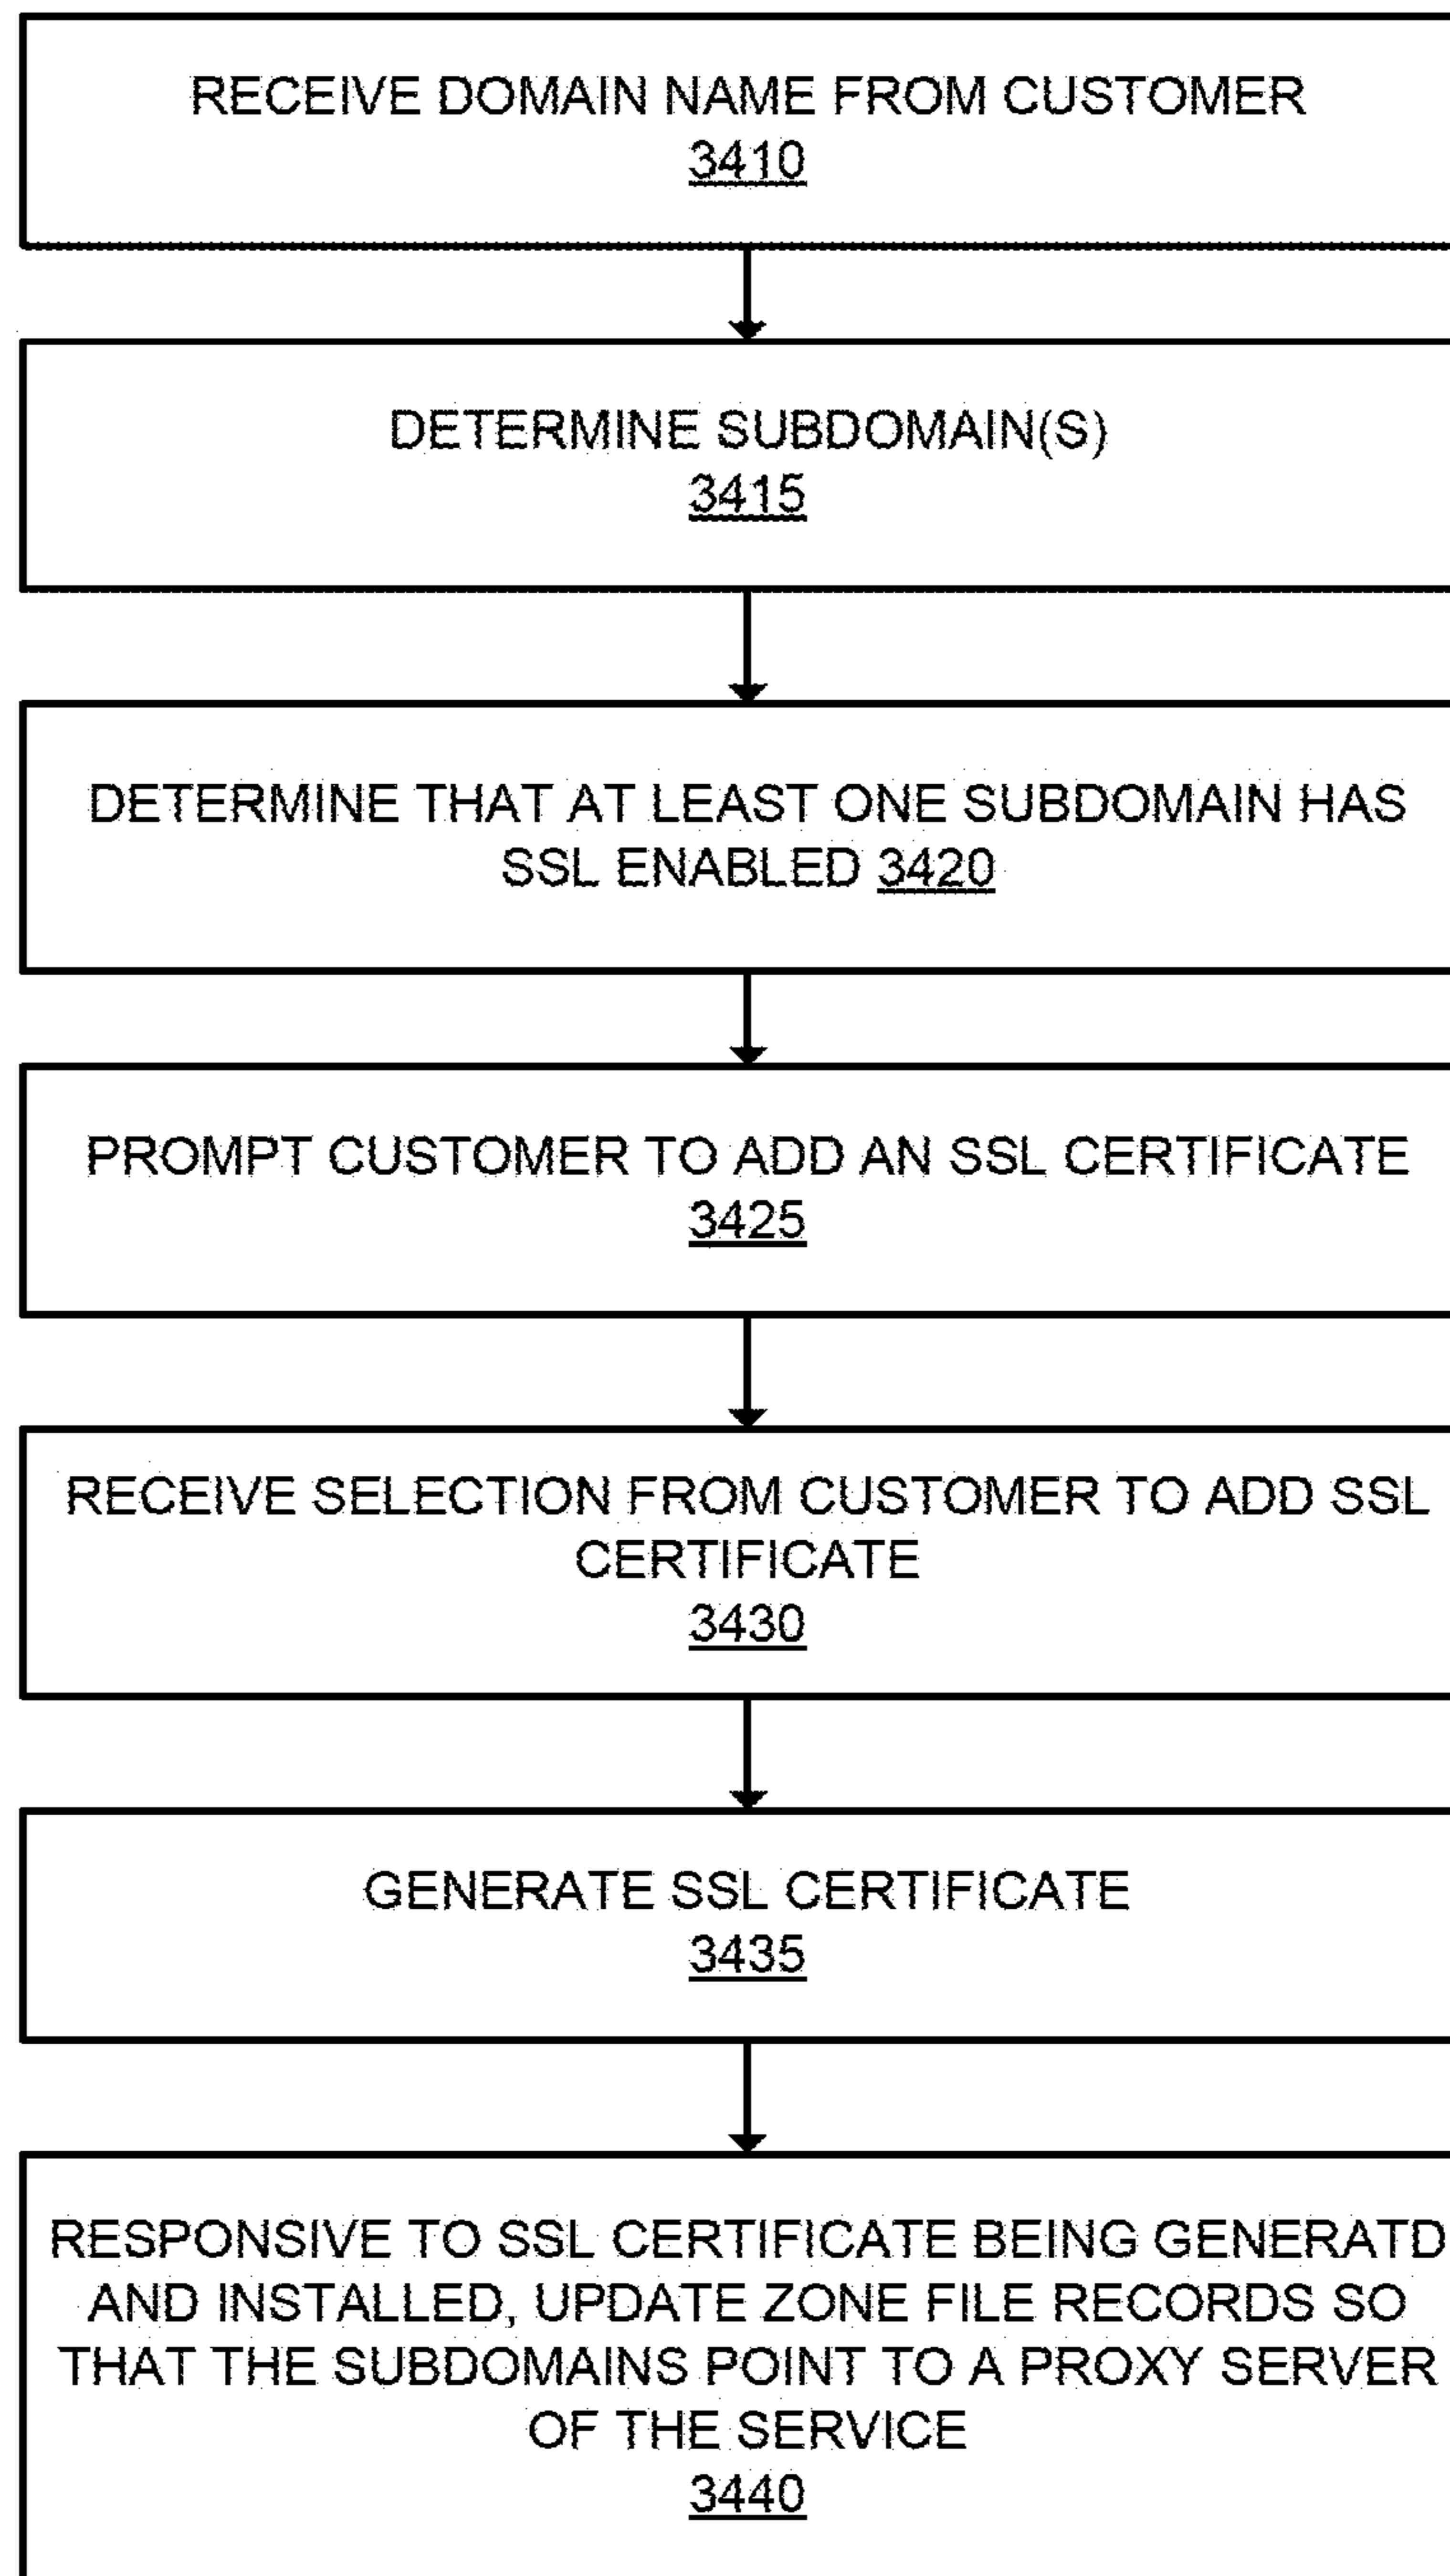 RECEIVE DOMAIN NAME FROM CUSTOMER
3410
DETERMINE SUBDOMAIN(S)
3415
DETERMINE THAT AT LEAST ONE SUBDOMAIN HAS
SSL ENABLED 3420
PROMPT CUSTOMER TO ADD AN SSL CERTIFICATE
3425
RECEIVE SELECTION FROM CUSTOMER TO ADD SSL
CERTIFICATE
3430
GENERATE SSL CERTIFICATE
3435
RESPONSIVE TO SSL CERTIFICATE BEING GENERATD
AND INSTALLED, UPDATE ZONE FILE RECORDS SO
THAT THE SUBDOMAINS POINT TO A PROXY SERVER
OF THE SERVICE
3440